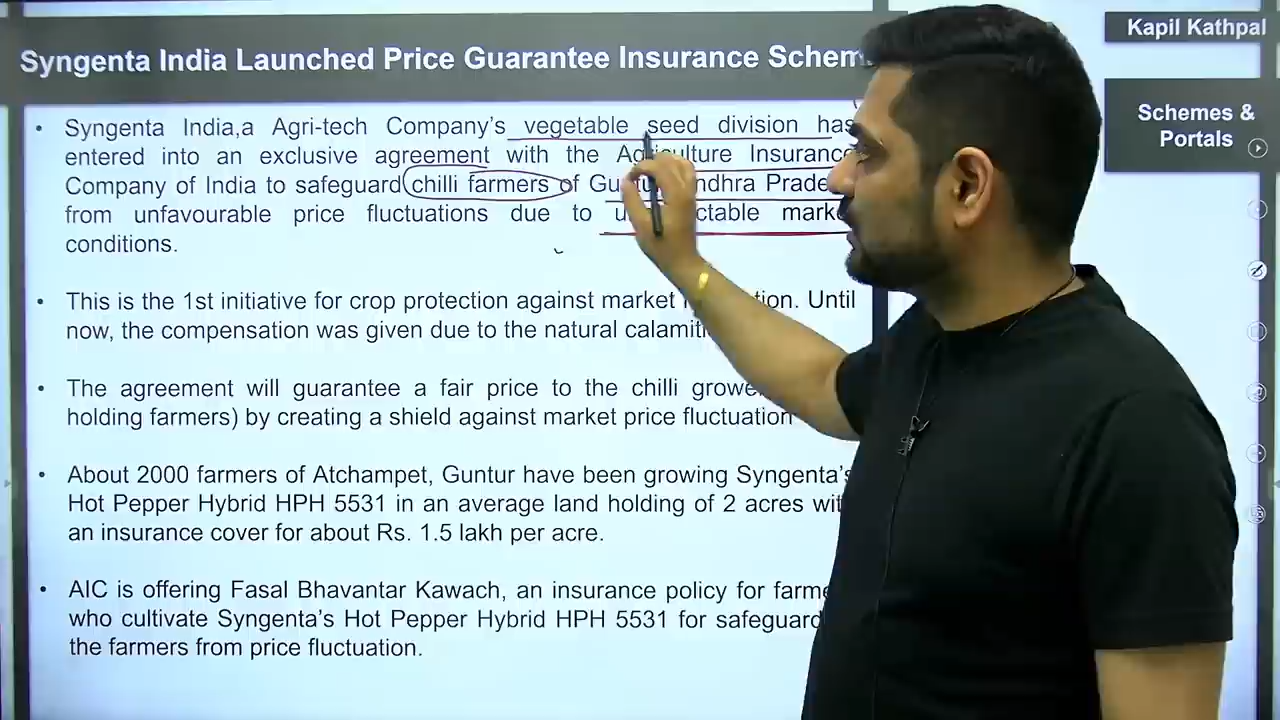 Kapil Kathpal
Syngenta India Launched Price Guarantee Insurance Schem
Schemes &
Portals
• Syngenta India,a Agri-tech Company's vegetable seed division has
entered into an exclusive agreement with the Agriculture Insurance
Company of India to safeguard chilli farmers of Andhra
from unfavourable price fluctuations due to market
conditions.
• This is the 1st initiative for crop protection against market Until
now, the compensation was given due to the natural
• The agreement will guarantee a fair price to the chilli
holding farmers) by creating a shield against market price fluctuation
• About 2000 farmers of Atchampet, Guntur have been growing Syngenta's
Hot Pepper Hybrid HPH 5531 in an average land holding of 2 acres with
an insurance cover for about Rs. 1.5 lakh per acre.
• AIC is offering Fasal Bhavantar Kawach, an insurance policy for
who cultivate Syngenta's Hot Pepper Hybrid HPH 5531 for
the farmers from price fluctuation.